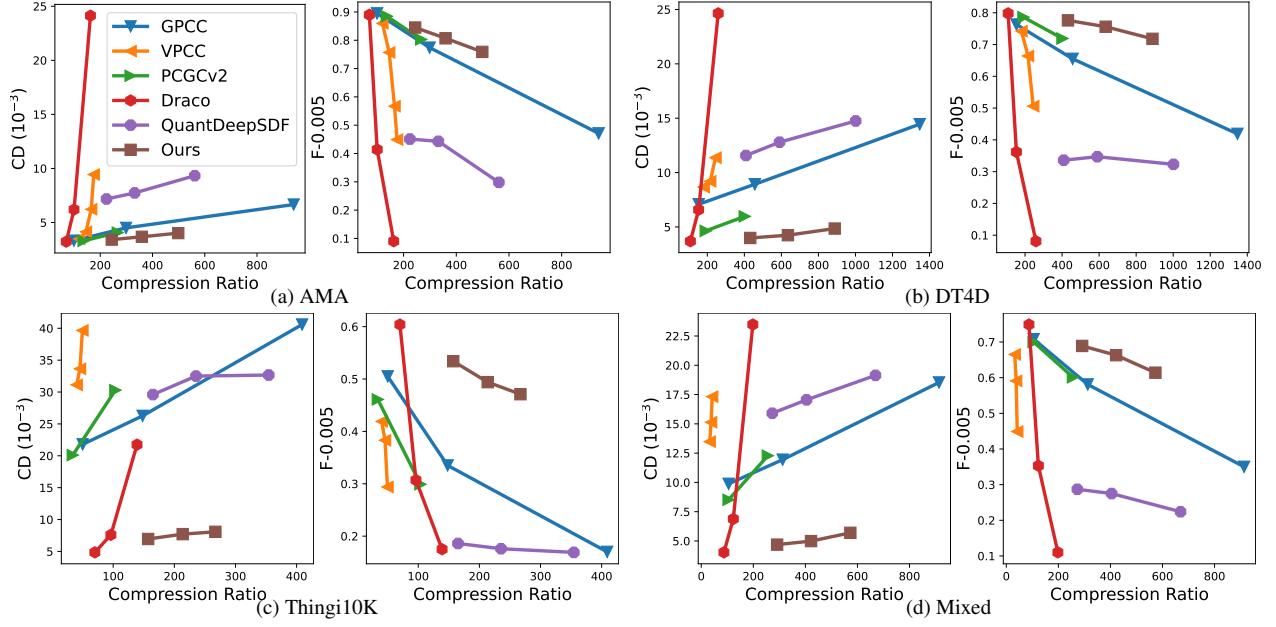 25
20
15
10
5
CD (10⁻³)
200 400 600 800
Compression Ratio
GPCC
VPCC
PCGCv2
Draco
QuantDeepSDF
Ours
0.9
0.8
0.7
0.6
0.5
0.4
0.3
0.2
0.1
F-0.005
200 400 600 800
Compression Ratio
(a) AMA
25
20
15
10
5
CD (10⁻³)
200 400 600 800 1000 1200 1400
Compression Ratio
0.8
0.7
0.6
0.5
0.4
0.3
0.2
0.1
F-0.005
200 400 600 800 1000 1200 1400
Compression Ratio
(b) DT4D
40
35
30
25
20
15
10
5
CD (10⁻³)
100 200 300 400
Compression Ratio
0.6
0.5
0.4
0.3
0.2
F-0.005
100 200 300 400
Compression Ratio
(c) Thingi10K
22.5
20.0
17.5
15.0
12.5
10.0
7.5
5.0
CD (10⁻³)
0 200 400 600 800
Compression Ratio
0.7
0.6
0.5
0.4
0.3
0.2
0.1
F-0.005
0 200 400 600 800
Compression Ratio
(d) Mixed